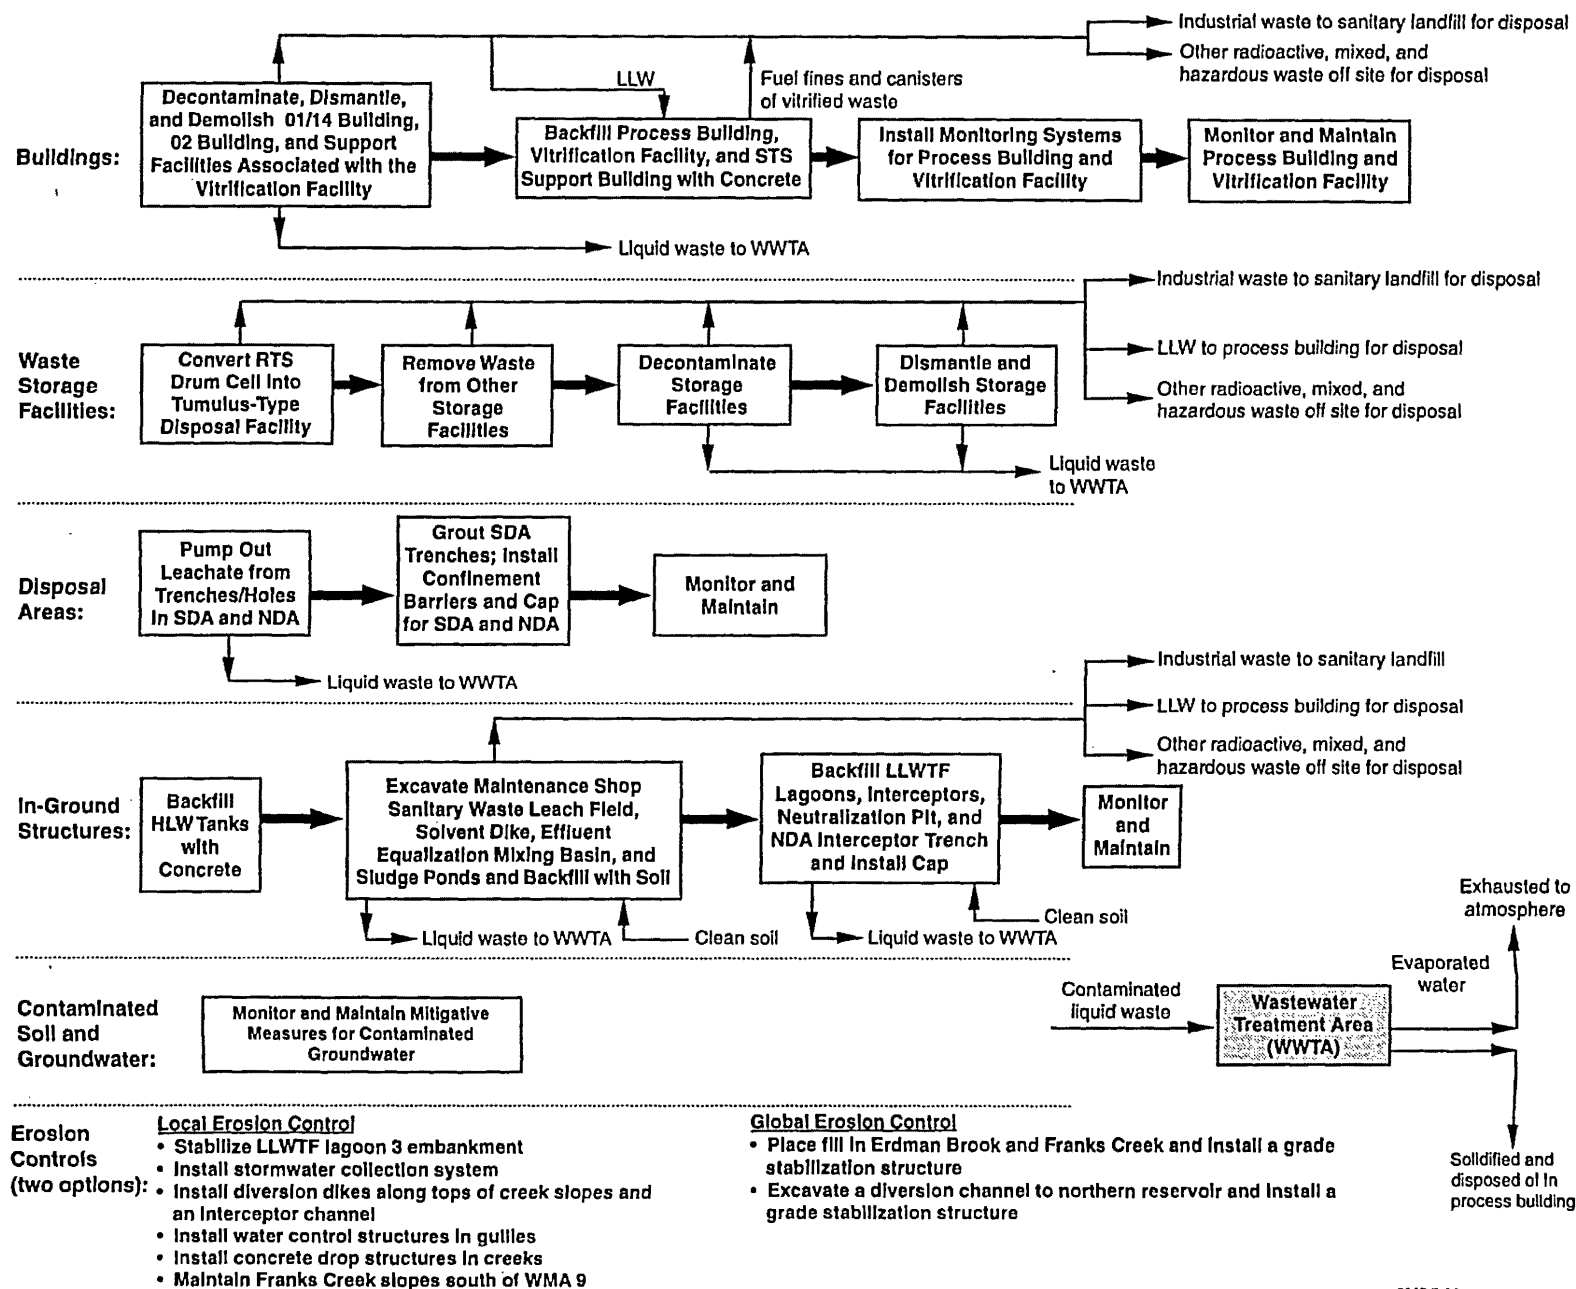 Industrial waste to sanitary landfill for disposal
Other radioactive, mixed, and
hazardous waste off site for disposal
LLW
Fuel fines and canisters
of vitrified waste
Buildings:
Decontaminate, Dismantle,
and Demolish 01/14 Building,
02 Building, and Support
Facilities Associated with the
Vitrification Facility
Backfill Process Building,
Vitrification Facility, and STS
Support Building with Concrete
Install Monitoring Systems
for Process Building and
Vitrification Facility
Monitor and Maintain
Process Building and
Vitrification Facility
Liquid waste to WWTA
Industrial waste to sanitary landfill for disposal
LLW to process building for disposal
Other radioactive, mixed, and
hazardous waste off site for disposal
Waste
Storage
Facilities:
Convert RTS
Drum Cell Into
Tumulus-Type
Disposal Facility
Remove Waste
from Other
Storage
Facilities
Decontaminate
Storage
Facilities
Dismantle and
Demolish Storage
Facilities
Liquid waste
to WWTA
Disposal
Areas:
Pump Out
Leachate from
Trenches/Holes
in SDA and NDA
Grout SDA
Trenches; Install
Confinement
Barriers and Cap
for SDA and NDA
Monitor and
Maintain
Liquid waste to WWTA
Industrial waste to sanitary landfill
LLW to process building for disposal
Other radioactive, mixed, and
hazardous waste off site for disposal
In-Ground
Structures:
Backfill
HLW Tanks
with
Concrete
Excavate Maintenance Shop
Sanitary Waste Leach Field,
Solvent Dike, Effluent
Equalization Mixing Basin, and
Sludge Ponds and Backfill with Soil
Backfill LLWTF
Lagoons, Interceptors,
Neutralization Pit, and
NDA Interceptor Trench
and Install Cap
Monitor
and
Maintain
Liquid waste to WWTA
Clean soil
Liquid waste to WWTA
Clean soil
Exhausted to
atmosphere
Evaporated
water
Contaminated
liquid waste
Wastewater
Treatment Area
(WWTA)
Solidified and
disposed of in
process building
Contaminated
Soil and
Groundwater:
Monitor and Maintain Mitigative
Measures for Contaminated
Groundwater
Erosion
Controls
(two options):
Local Erosion Control
• Stabilize LLWTF lagoon 3 embankment
• Install stormwater collection system
• Install diversion dikes along tops of creek slopes and
an interceptor channel
• Install water control structures in gullies
• Install concrete drop structures in creeks
• Maintain Franks Creek slopes south of WMA 9
Global Erosion Control
• Place fill in Erdman Brook and Franks Creek and install a grade
stabilization structure
• Excavate a diversion channel to northern reservoir and install a
grade stabilization structure